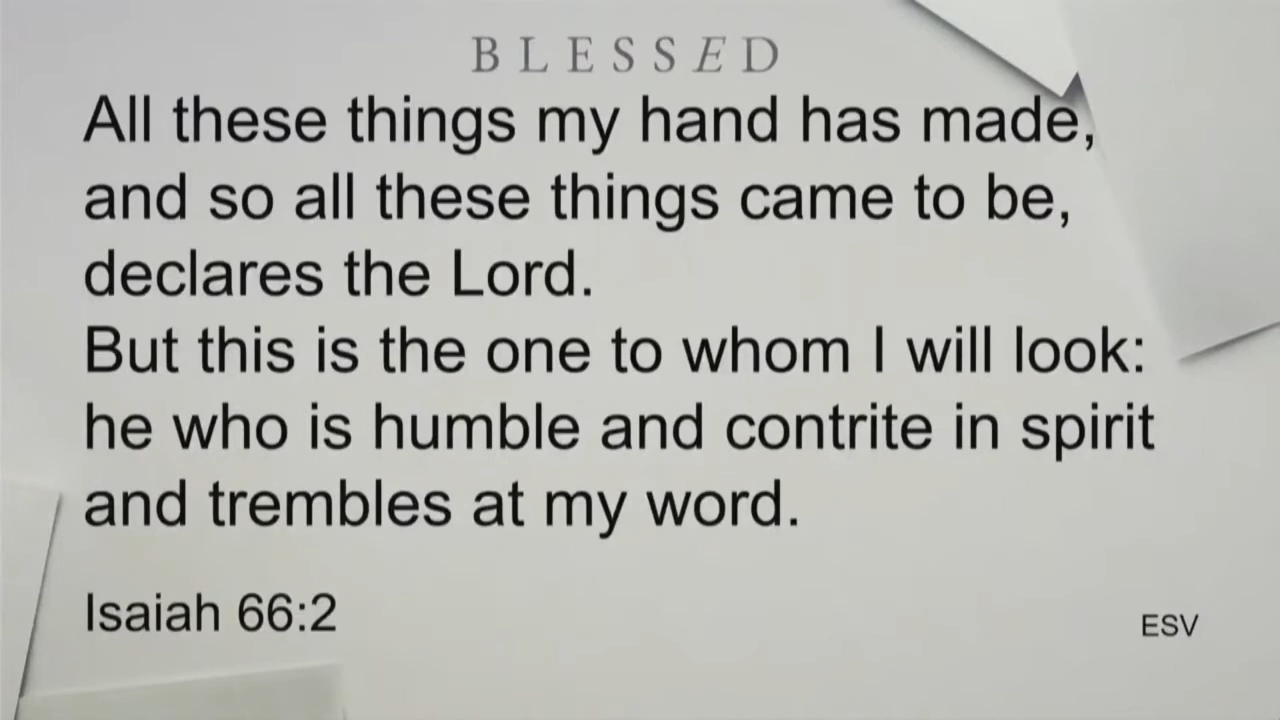 BLESSED
All these things my hand has made,
and so all these things came to be,
declares the Lord.
But this is the one to whom I will look:
he who is humble and contrite in spirit
and trembles at my word.
Isaiah 66:2
ESV